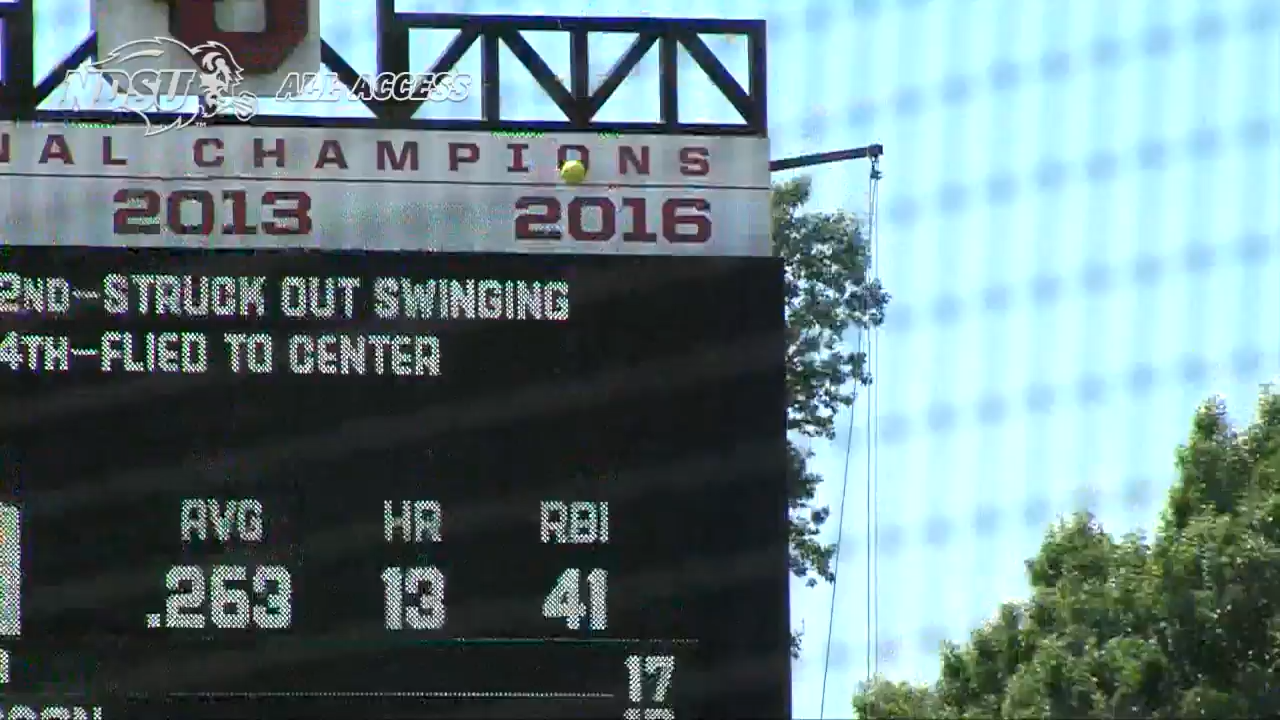 NDSU ALL ACCESS
NAL CHAMPIONS
2013 2016
2ND-STRUCK OUT SWINGING
4TH-FLIED TO CENTER
AVG HR RBI
.263 13 41
17